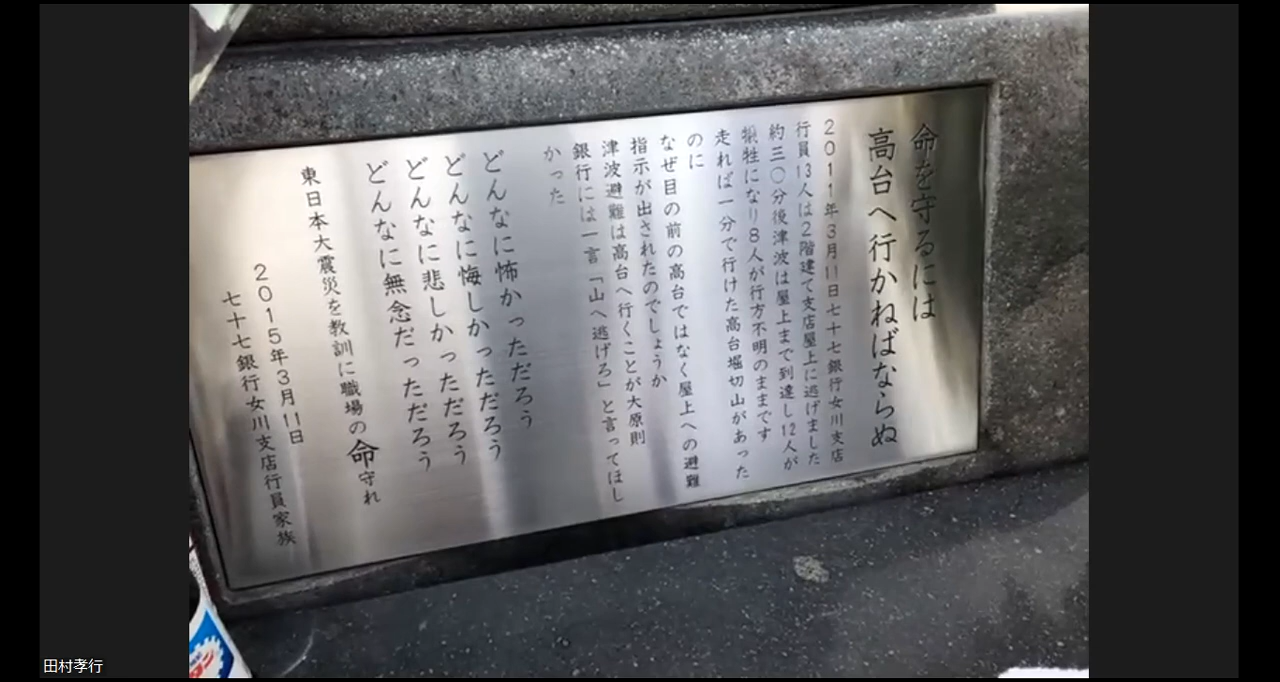 命を守るには
高台へ行かねばならぬ
2011年3月11日七十七銀行女川支店
行員13人は2階建て支店屋上に逃げました
約三〇分後津波は屋上まで到達し12人が
犠牲になり8人が行方不明のままです
走れば一分で行けた高台堀切山があった
のに
なぜ目の前の高台ではなく屋上への避難
指示が出されたのでしょうか
津波避難は高台へ行くことが大原則
銀行には一言「山へ逃げろ」と言ってほし
かった
どんなに怖かっただろう
どんなに悔しかっただろう
どんなに悲しかっただろう
どんなに無念だっただろう
東日本大震災を教訓に職場の命守れ
2015年3月11日
七十七銀行女川支店行員家族
田村孝行